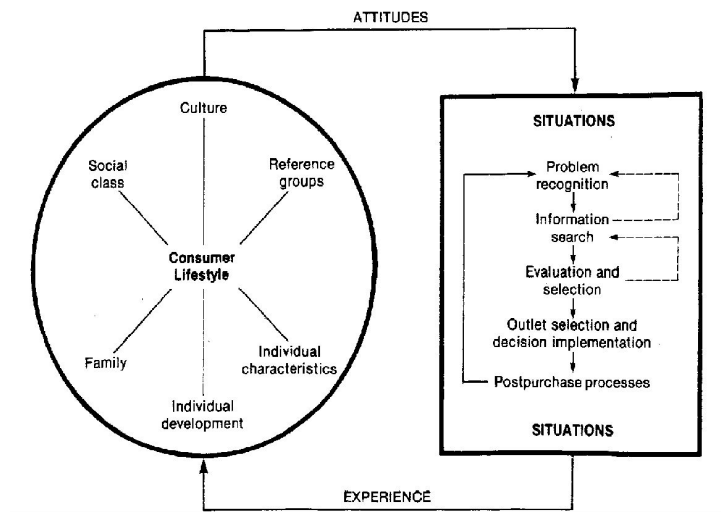 ATTITUDES
Culture
Social
class
Reference
groups
Consumer
Lifestyle
Family
Individual
characteristics
Individual
development
SITUATIONS
Problem
recognition
Information
search
Evaluation and
selection
Outlet selection and
decision implementation
Postpurchase processes
SITUATIONS
EXPERIENCE